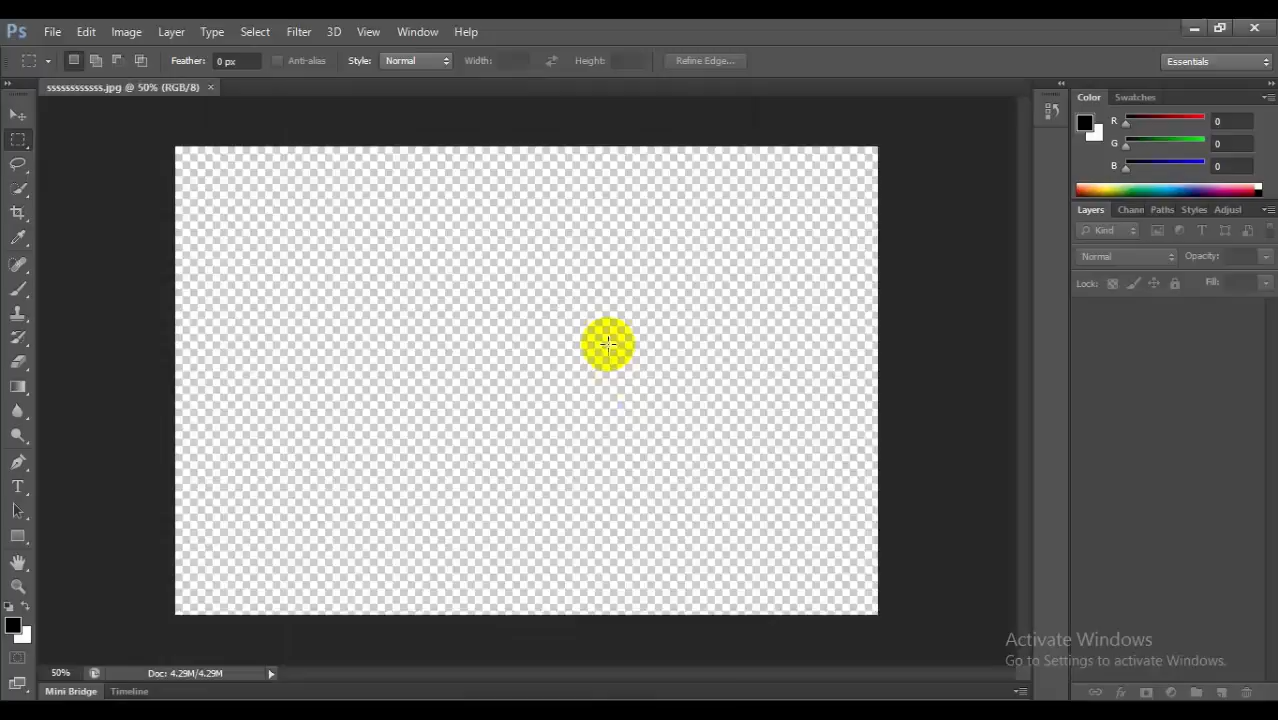 Ps File Edit Image Layer Type Select Filter 3D View Window Help
Feather: 0 px Anti-alias Style: Normal Width: Height: Refine Edge... Essentials
ssssssssssss.jpg @ 50% (RGB/8) ×
Color Swatches
R 0
G 0
B 0
Layers Chann Paths Styles Adjust
Kind
Normal Opacity:
Lock: Fill:
Activate Windows
Go to Settings to activate Windows.
50% Doc: 4.29M/4.29M
Mini Bridge Timeline